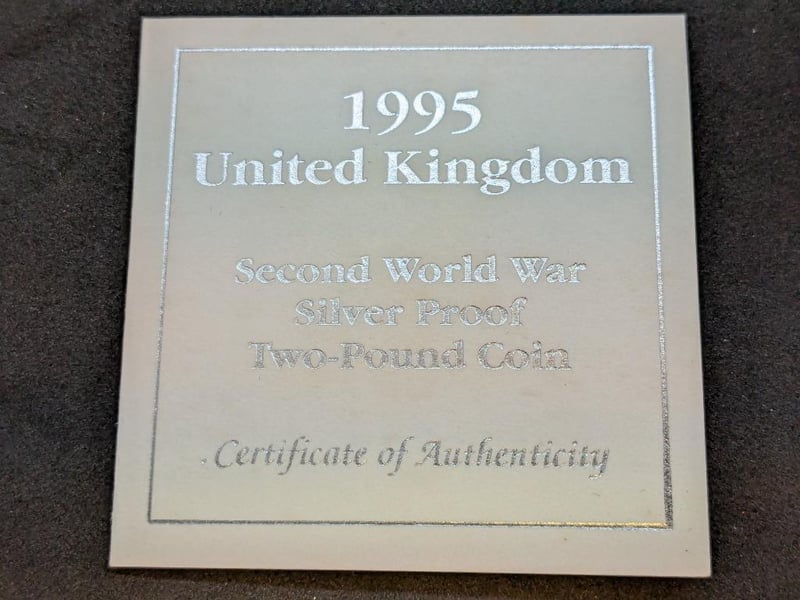 1995
United Kingdom
Second World War
Silver Proof
Two-Pound Coin
Certificate of Authenticity